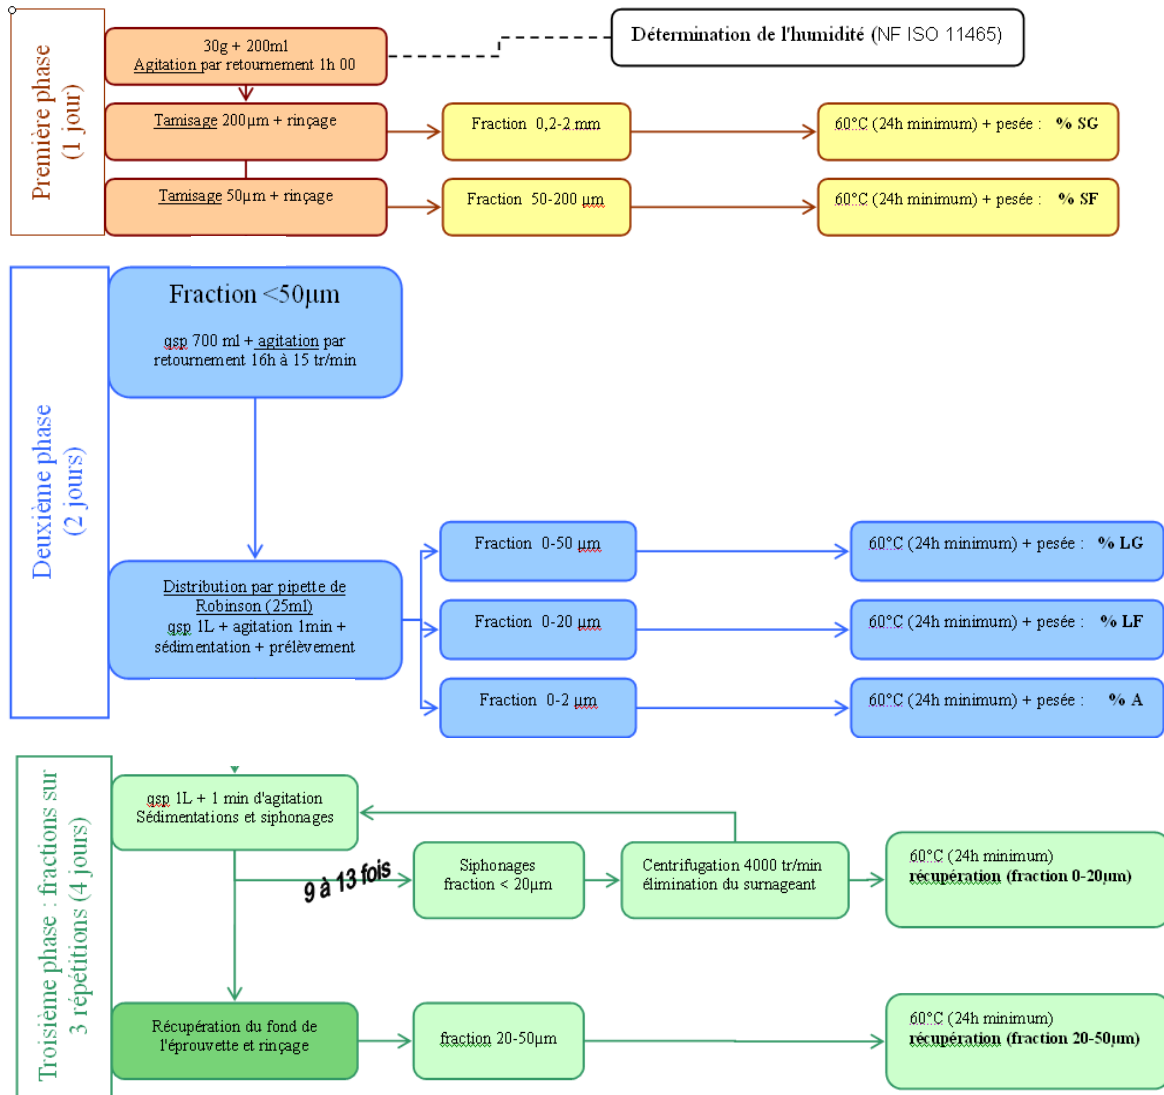 Première phase
(1 jour)
30g + 200ml
Agitation par retournement 1h 00
Détermination de l'humidité (NF ISO 11465)
Tamisage 200µm + rinçage
Fraction 0,2-2 mm
60°C (24h minimum) + pesée : % SG
Tamisage 50µm + rinçage
Fraction 50-200 µm
60°C (24h minimum) + pesée : % SF
Deuxième phase
(2 jours)
Fraction <50µm
qsp 700 ml + agitation par
retournement 16h à 15 tr/min
Distribution par pipette de
Robinson (25ml)
qsp 1L + agitation 1min +
sédimentation + prélèvement
Fraction 0-50 µm
60°C (24h minimum) + pesée : % LG
Fraction 0-20 µm
60°C (24h minimum) + pesée : % LF
Fraction 0-2 µm
60°C (24h minimum) + pesée : % A
Troisième phase : fractions sur
3 répétitions (4 jours)
qsp 1L + 1 min d'agitation
Sédimentations et siphonages
9 à 13 fois
Siphonages
fraction < 20µm
Centrifugation 4000 tr/min
élimination du surnageant
60°C (24h minimum)
récupération (fraction 0-20µm)
Récupération du fond de
l'éprouvette et rinçage
fraction 20-50µm
60°C (24h minimum)
récupération (fraction 20-50µm)